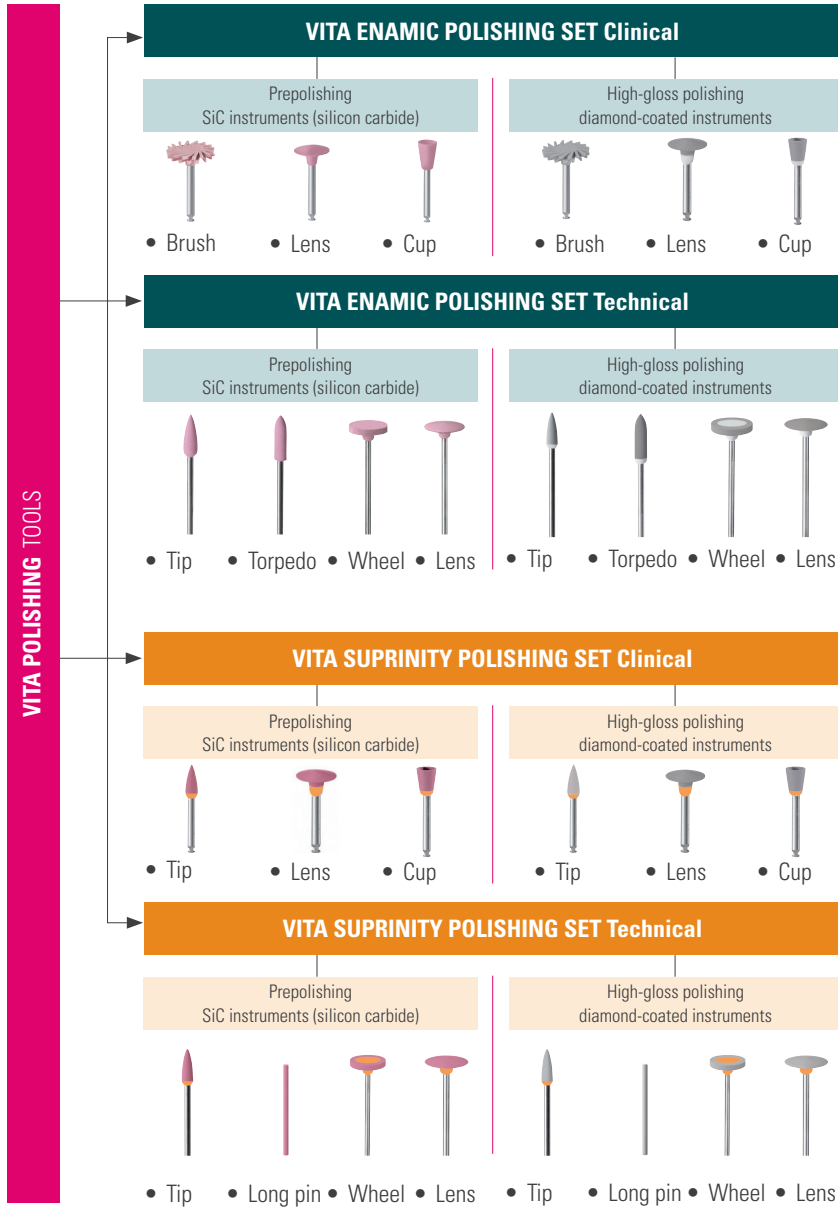 VITA POLISHING TOOLS
VITA ENAMIC POLISHING SET Clinical
Prepolishing
SiC instruments (silicon carbide)
High-gloss polishing
diamond-coated instruments
• Brush • Lens • Cup • Brush • Lens • Cup
VITA ENAMIC POLISHING SET Technical
Prepolishing
SiC instruments (silicon carbide)
High-gloss polishing
diamond-coated instruments
• Tip • Torpedo • Wheel • Lens • Tip • Torpedo • Wheel • Lens
VITA SUPRINITY POLISHING SET Clinical
Prepolishing
SiC instruments (silicon carbide)
High-gloss polishing
diamond-coated instruments
• Tip • Lens • Cup • Tip • Lens • Cup
VITA SUPRINITY POLISHING SET Technical
Prepolishing
SiC instruments (silicon carbide)
High-gloss polishing
diamond-coated instruments
• Tip • Long pin • Wheel • Lens • Tip • Long pin • Wheel • Lens